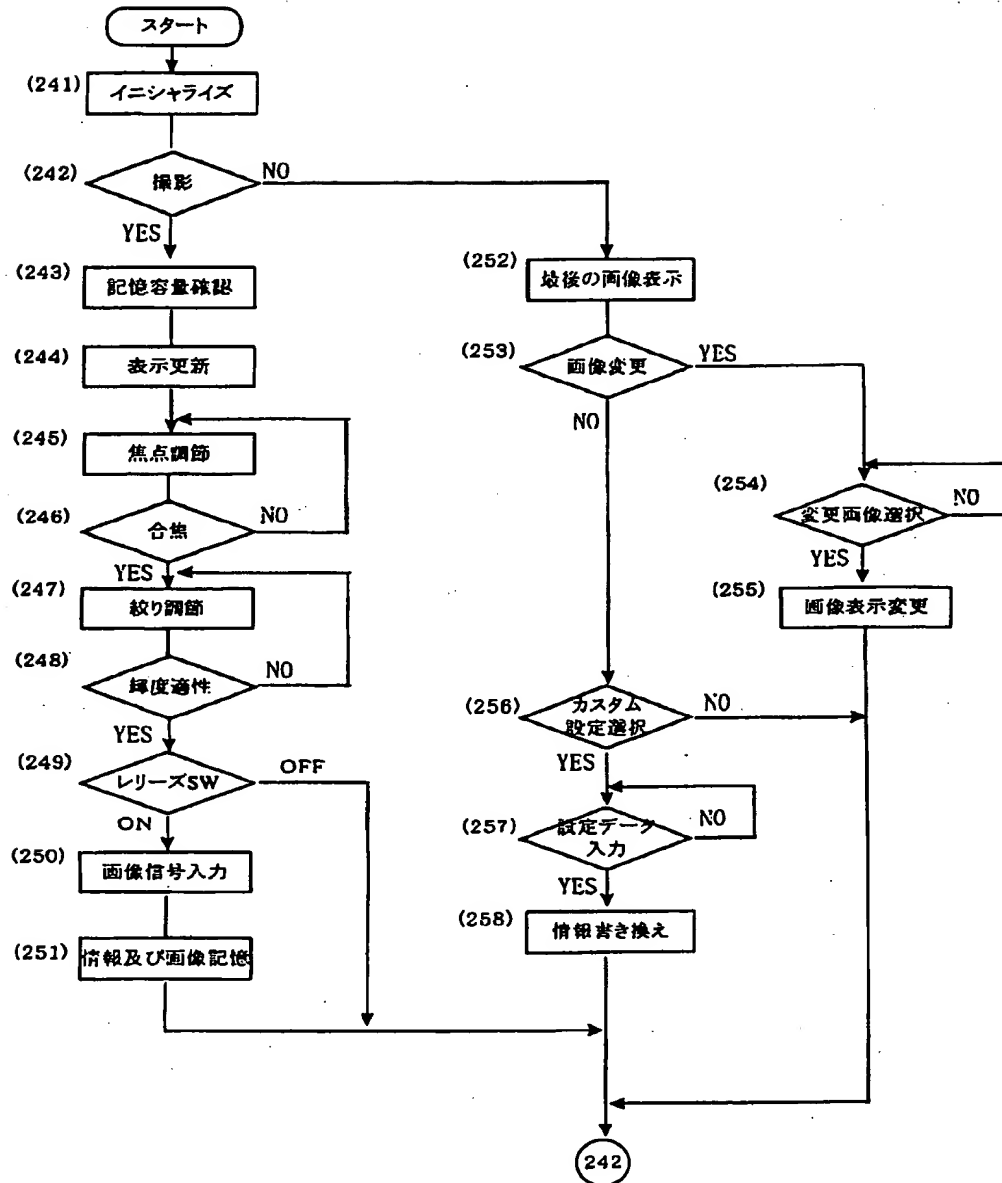 スタート
(241)
イニシャライズ
(242)
撮影
NO
YES
(243)
記憶容量確認
(244)
表示更新
(245)
焦点調節
(246)
合焦
NO
YES
(247)
絞り調節
(248)
輝度適性
NO
YES
(249)
レリーズSW
OFF
ON
(250)
画像信号入力
(251)
情報及び画像記憶
(252)
最後の画像表示
(253)
画像変更
YES
NO
(254)
変更画像選択
NO
YES
(255)
画像表示変更
(256)
カスタム
設定選択
NO
YES
(257)
設定データ
入力
NO
YES
(258)
情報書き換え
242